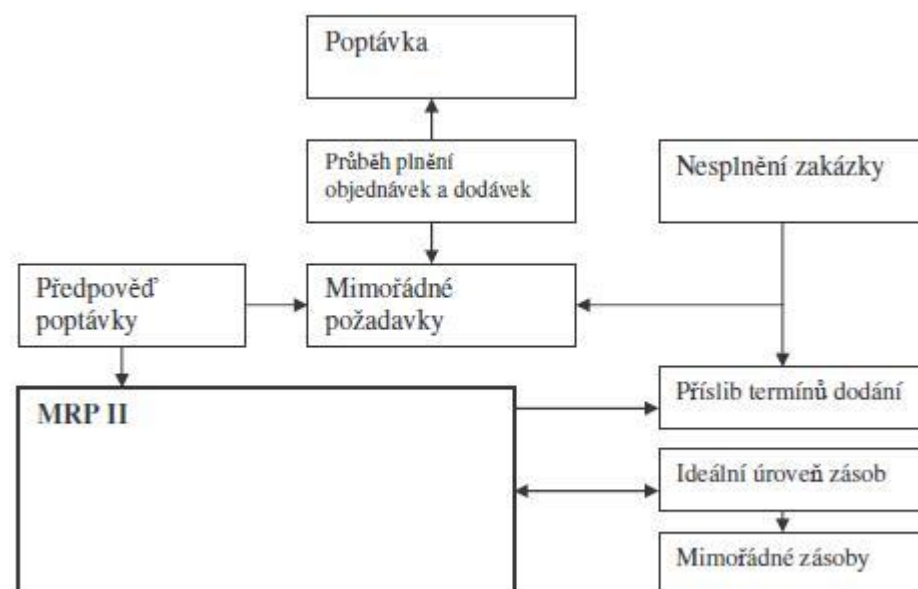 Poptávka
Průběh plnění
objednávek a dodávek
Nesplnění zakázky
Předpověď
poptávky
Mimořádné
požadavky
MRP II
Příslib termínů dodání
Ideální úroveň zásob
Mimořádné zásoby